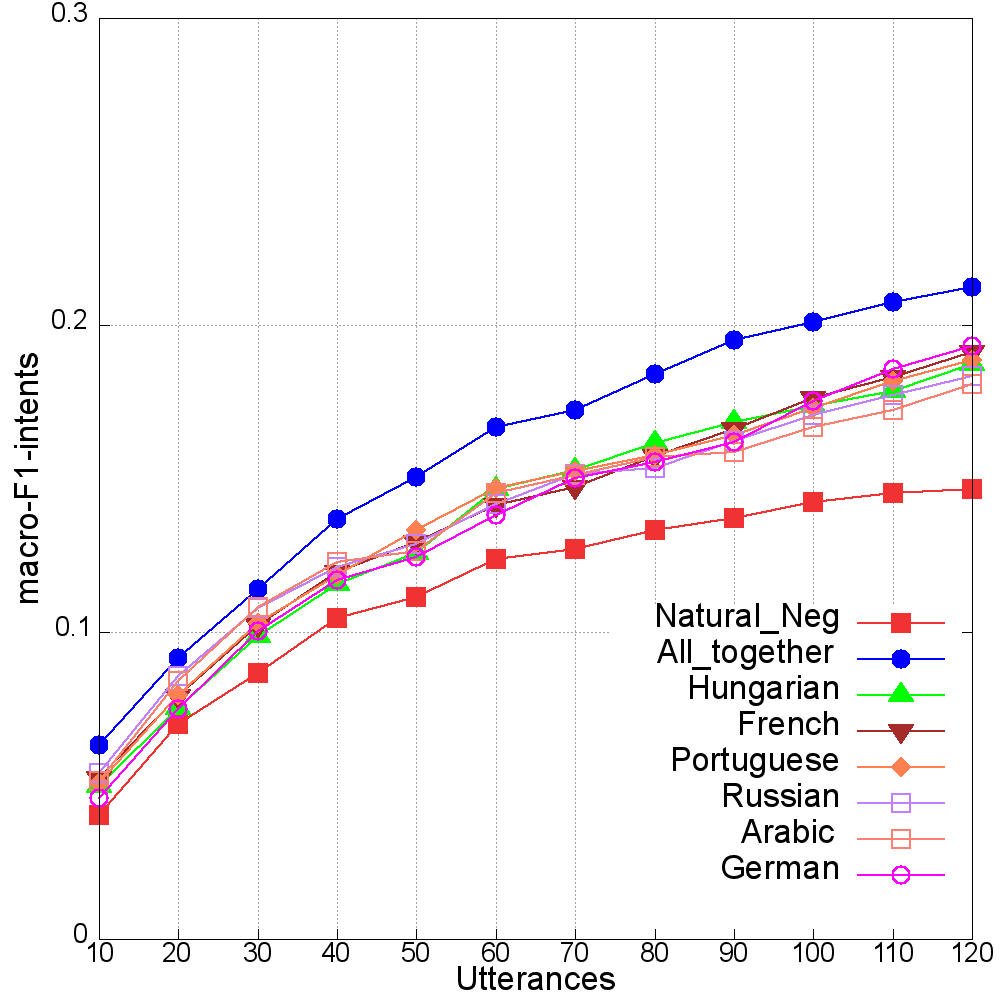 0.3
0.2
0.1
0
macro-F1-intents
Natural_Neg
All_together
Hungarian
French
Portuguese
Russian
Arabic
German
10 20 30 40 50 60 70 80 90 100 110 120
Utterances